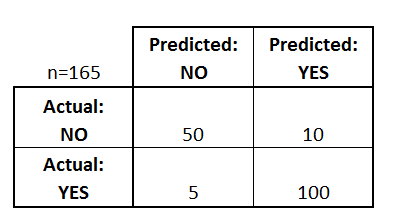 Predicted: Predicted:
n=165 NO YES
Actual:
NO 50 10
Actual:
YES 5 100